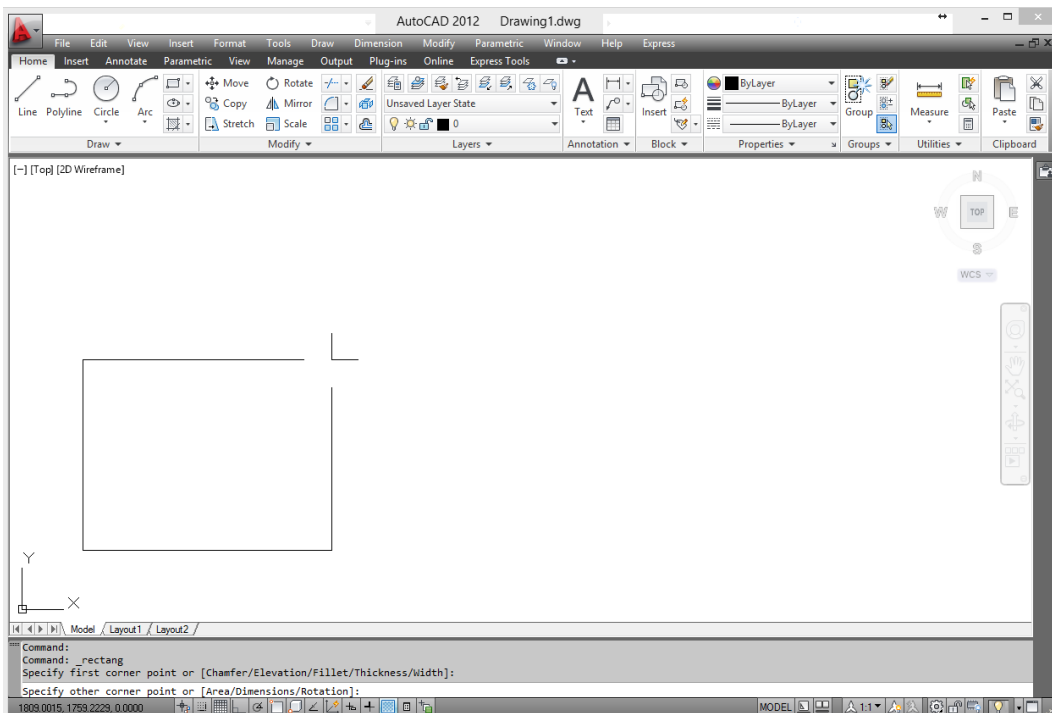 AutoCAD 2012 Drawing1.dwg
File Edit View Insert Format Tools Draw Dimension Modify Parametric Window Help Express
Home Insert Annotate Parametric View Manage Output Plug-ins Online Express Tools
Move Rotate Unsaved Layer State ByLayer
Line Polyline Circle Arc Copy Mirror Text Insert ByLayer Group Measure Paste
Stretch Scale 0 ByLayer
Draw Modify Layers Annotation Block Properties Groups Utilities Clipboard
[−] [Top] [2D Wireframe]
N
W TOP E
S
WCS
Y
X
Model Layout1 Layout2
Command:
Command: _rectang
Specify first corner point or [Chamfer/Elevation/Fillet/Thickness/Width]:
Specify other corner point or [Area/Dimensions/Rotation]:
1809.0015, 1759.2229, 0.0000 MODEL 1:1